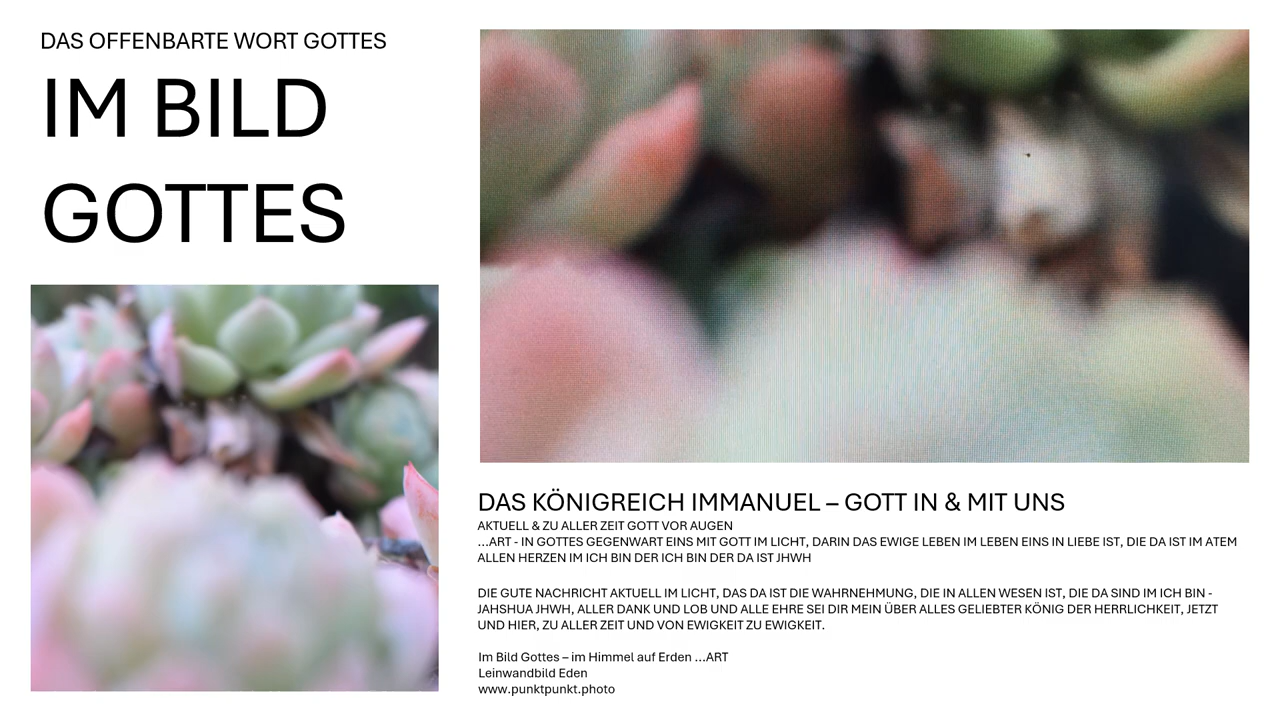 DAS OFFENBARTE WORT GOTTES
IM BILD
GOTTES
DAS KÖNIGREICH IMMANUEL – GOTT IN & MIT UNS
AKTUELL & ZU ALLER ZEIT GOTT VOR AUGEN
...ART - IN GOTTES GEGENWART EINS MIT GOTT IM LICHT, DARIN DAS EWIGE LEBEN IM LEBEN EINS IN LIEBE IST, DIE DA IST IM ATEM
ALLEN HERZEN IM ICH BIN DER ICH BIN DER DA IST JHWH
DIE GUTE NACHRICHT AKTUELL IM LICHT, DAS DA IST DIE WAHRNEHMUNG, DIE IN ALLEN WESEN IST, DIE DA SIND IM ICH BIN -
JAHSHUA JHWH, ALLER DANK UND LOB UND ALLE EHRE SEI DIR MEIN ÜBER ALLES GELIEBTER KÖNIG DER HERRLICHKEIT, JETZT
UND HIER, ZU ALLER ZEIT UND VON EWIGKEIT ZU EWIGKEIT.
Im Bild Gottes – im Himmel auf Erden ...ART
Leinwandbild Eden
www.punktpunkt.photo